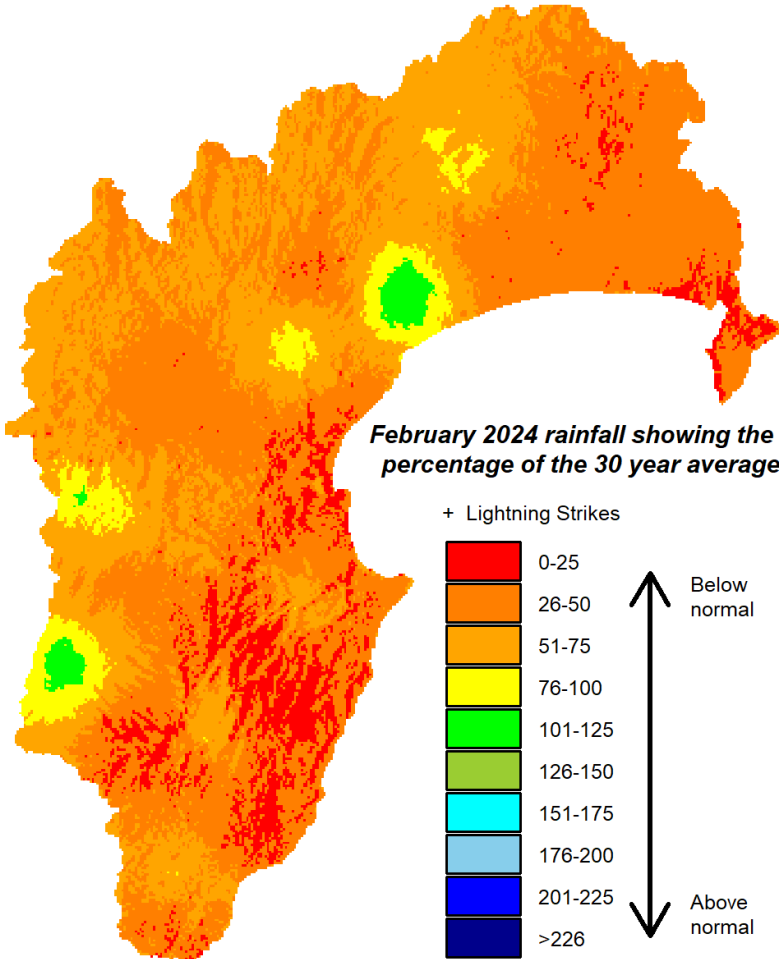 February 2024 rainfall showing the
percentage of the 30 year average
+ Lightning Strikes
0-25
26-50
51-75
76-100
101-125
126-150
151-175
176-200
201-225
>226
Below
normal
Above
normal